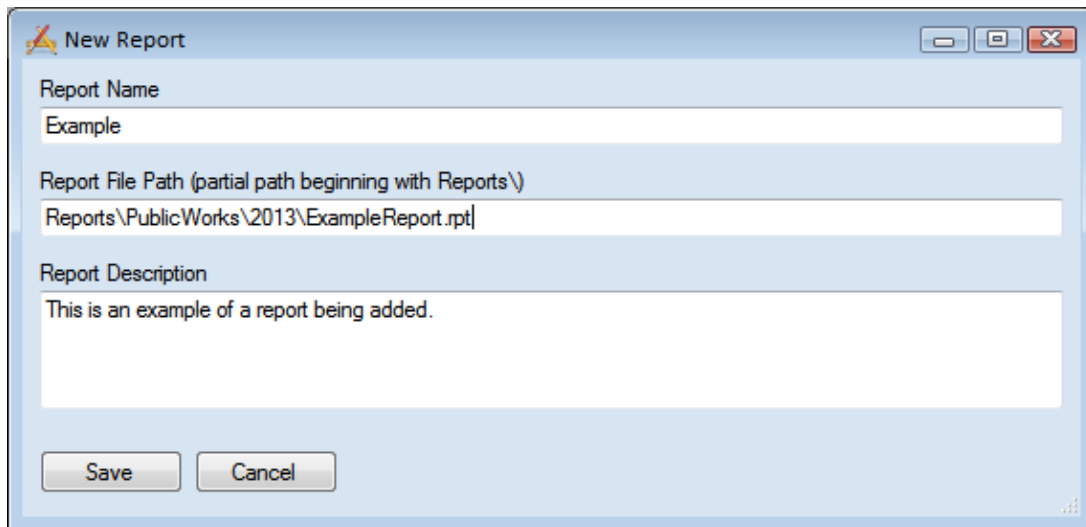 New Report
Report Name
Example
Report File Path (partial path beginning with Reports\)
Reports\PublicWorks\2013\ExampleReport.rpt
Report Description
This is an example of a report being added.
Save Cancel